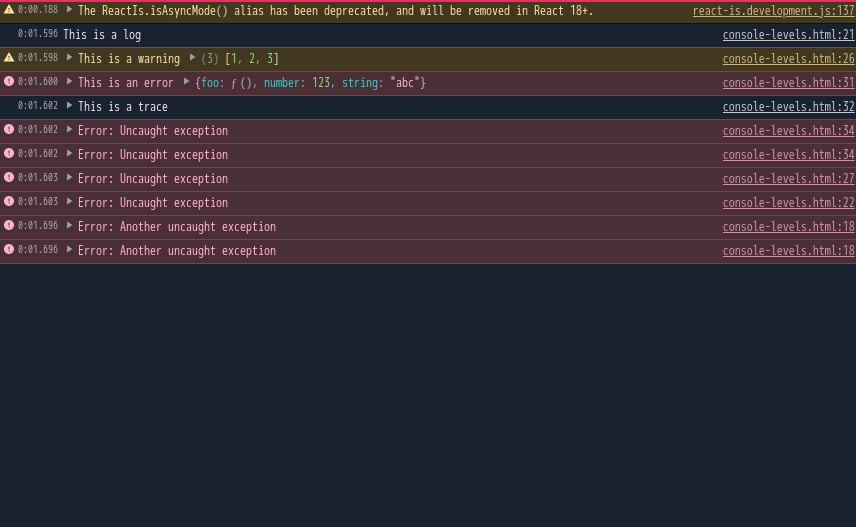 0:00.188 The ReactIs.isAsyncMode() alias has been deprecated, and will be removed in React 18+. react-is.development.js:137
0:01.596 This is a log console-levels.html:21
0:01.598 This is a warning (3) [1, 2, 3] console-levels.html:26
0:01.600 This is an error {foo: ƒ (), number: 123, string: "abc"} console-levels.html:31
0:01.602 This is a trace console-levels.html:32
0:01.602 Error: Uncaught exception console-levels.html:34
0:01.602 Error: Uncaught exception console-levels.html:34
0:01.603 Error: Uncaught exception console-levels.html:27
0:01.603 Error: Uncaught exception console-levels.html:22
0:01.696 Error: Another uncaught exception console-levels.html:18
0:01.696 Error: Another uncaught exception console-levels.html:18